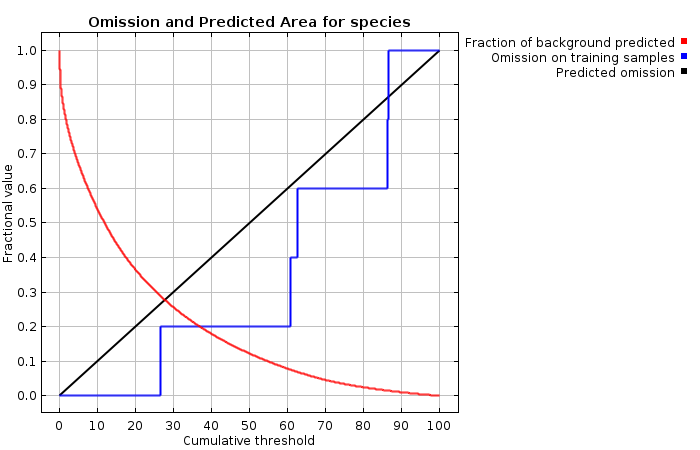 Omission and Predicted Area for species
Fraction of background predicted
Omission on training samples
Predicted omission
Fractional value
1.0
0.9
0.8
0.7
0.6
0.5
0.4
0.3
0.2
0.1
0.0
0 10 20 30 40 50 60 70 80 90 100
Cumulative threshold